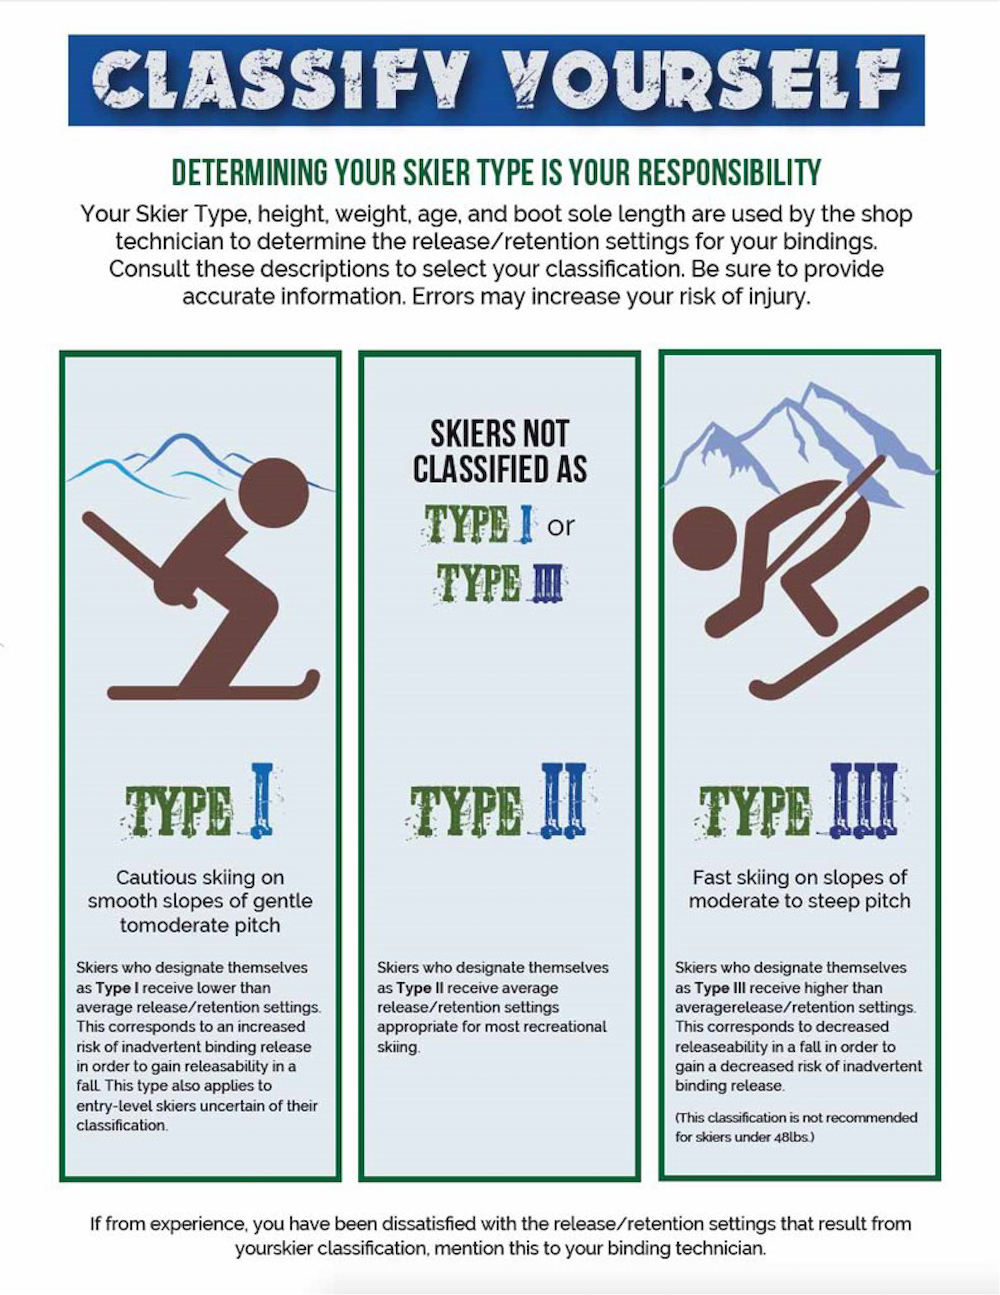 CLASSIFY YOURSELF
DETERMINING YOUR SKIER TYPE IS YOUR RESPONSIBILITY
Your Skier Type, height, weight, age, and boot sole length are used by the shop
technician to determine the release/retention settings for your bindings.
Consult these descriptions to select your classification. Be sure to provide
accurate information. Errors may increase your risk of injury.
TYPE I
Cautious skiing on
smooth slopes of gentle
tomoderate pitch
Skiers who designate themselves
as Type I receive lower than
average release/retention settings.
This corresponds to an increased
risk of inadvertent binding release
in order to gain releasability in a
fall. This type also applies to
entry-level skiers uncertain of their
classification.
SKIERS NOT
CLASSIFIED AS
TYPE I or
TYPE III
TYPE II
Skiers who designate themselves
as Type II receive average
release/retention settings
appropriate for most recreational
skiing.
TYPE III
Fast skiing on slopes of
moderate to steep pitch
Skiers who designate themselves
as Type III receive higher than
averagerelease/retention settings.
This corresponds to decreased
releaseability in a fall in order to
gain a decreased risk of inadvertent
binding release.
(This classification is not recommended
for skiers under 48lbs.)
If from experience, you have been dissatisfied with the release/retention settings that result from
yourskier classification, mention this to your binding technician.